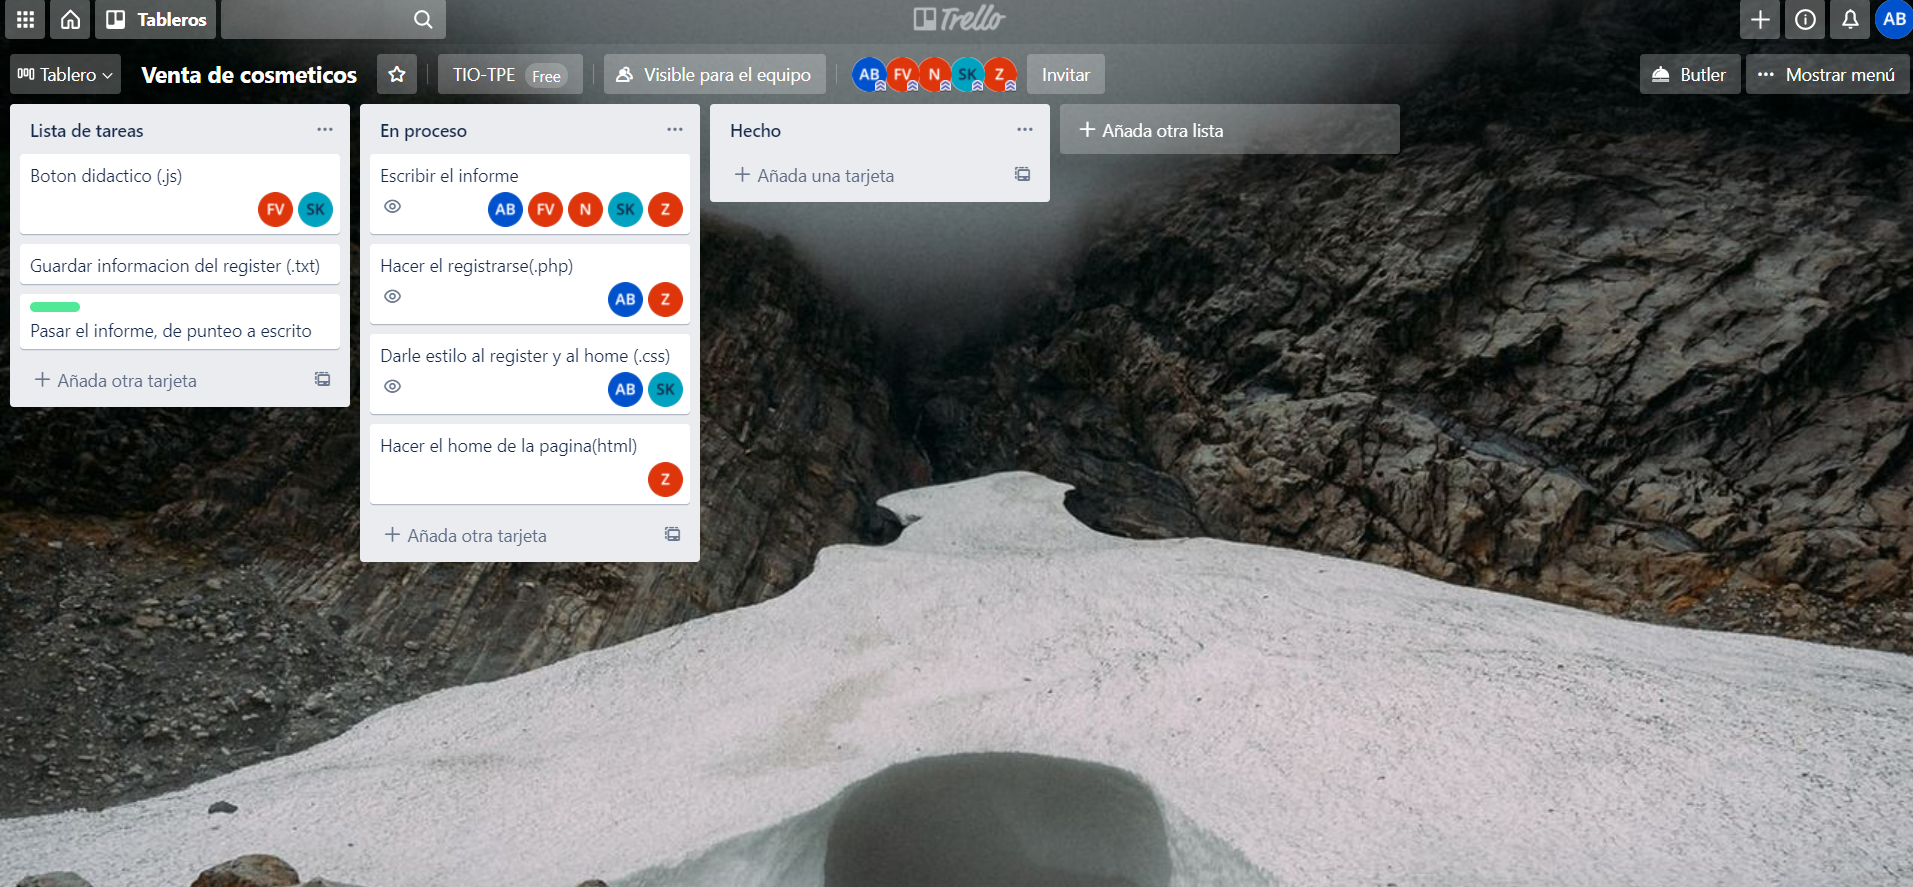 Tableros
Trello
AB
Tablero
Venta de cosmeticos
TIO-TPE Free
Visible para el equipo
AB FV N SK Z
Invitar
Butler
Mostrar menú
Lista de tareas
Boton didactico (.js)
FV SK
Guardar informacion del register (.txt)
Pasar el informe, de punteo a escrito
Añada otra tarjeta
En proceso
Escribir el informe
AB FV N SK Z
Hacer el registrarse(.php)
AB Z
Darle estilo al register y al home (.css)
AB SK
Hacer el home de la pagina(html)
Z
Añada otra tarjeta
Hecho
Añada una tarjeta
Añada otra lista